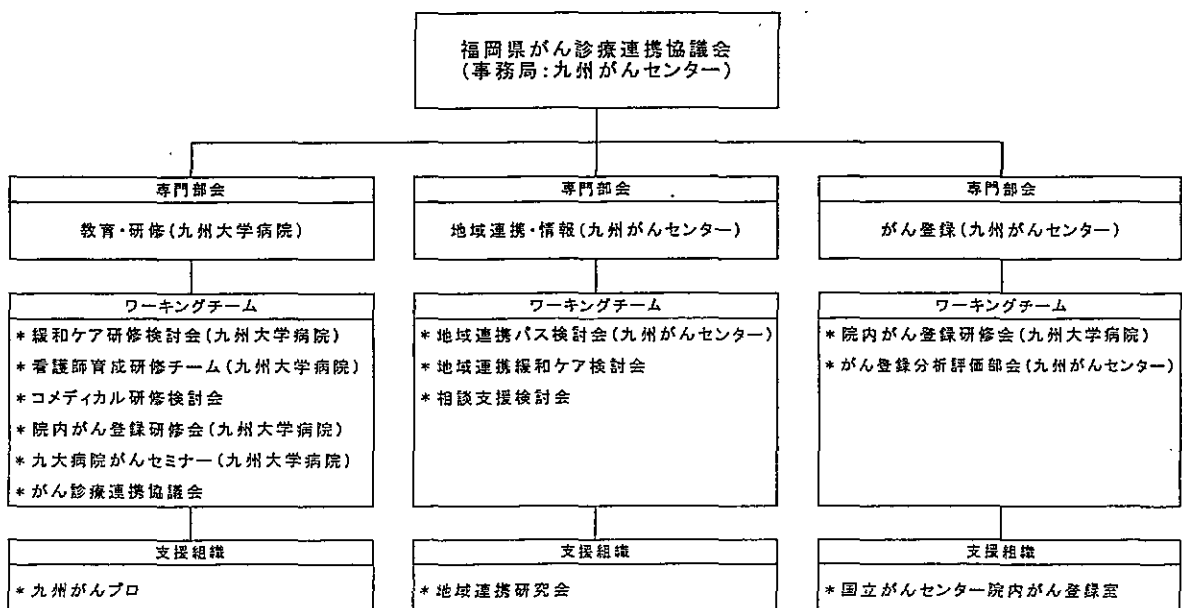 福岡県がん診療連携協議会
(事務局:九州がんセンター)
専門部会
教育・研修(九州大学病院)
ワーキングチーム
*緩和ケア研修検討会(九州大学病院)
*看護師育成研修チーム(九州大学病院)
*コメディカル研修検討会
*院内がん登録研修会(九州大学病院)
*九大病院がんセミナー(九州大学病院)
*がん診療連携協議会
支援組織
*九州がんプロ
専門部会
地域連携・情報(九州がんセンター)
ワーキングチーム
*地域連携パス検討会(九州がんセンター)
*地域連携緩和ケア検討会
*相談支援検討会
支援組織
*地域連携研究会
専門部会
がん登録(九州がんセンター)
ワーキングチーム
*院内がん登録研修会(九州大学病院)
*がん登録分析評価部会(九州がんセンター)
支援組織
*国立がんセンター院内がん登録室